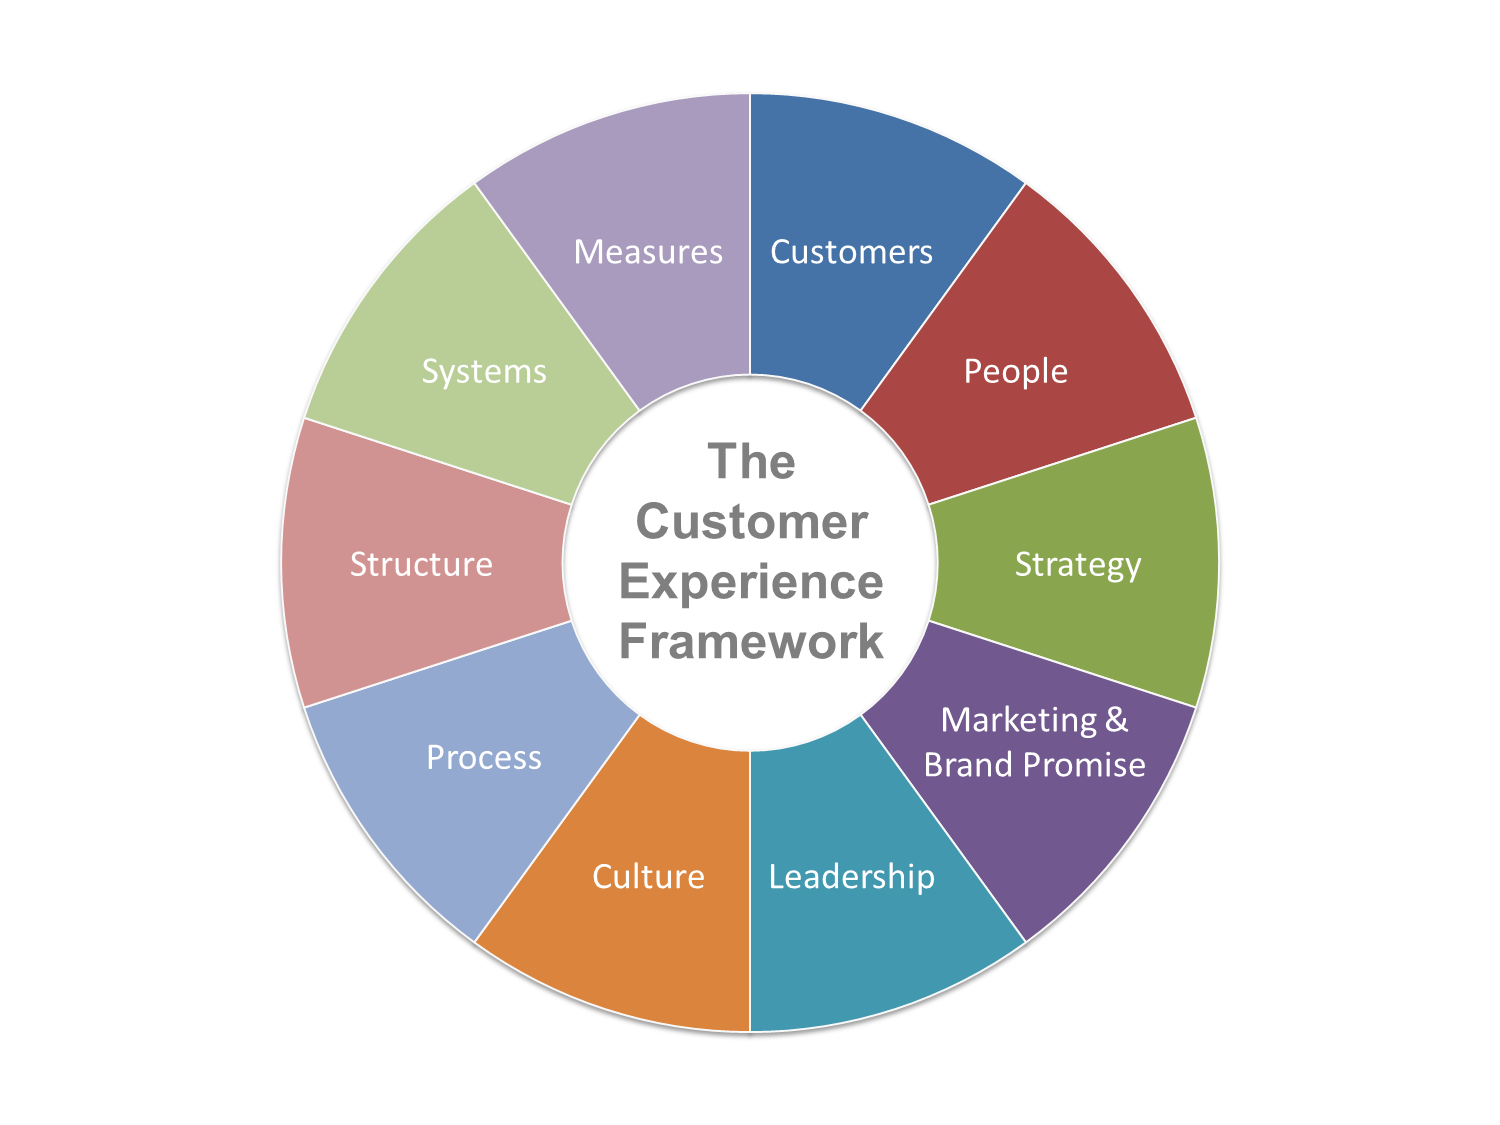 The
Customer
Experience
Framework
Customers
People
Strategy
Marketing &
Brand Promise
Leadership
Culture
Process
Structure
Systems
Measures